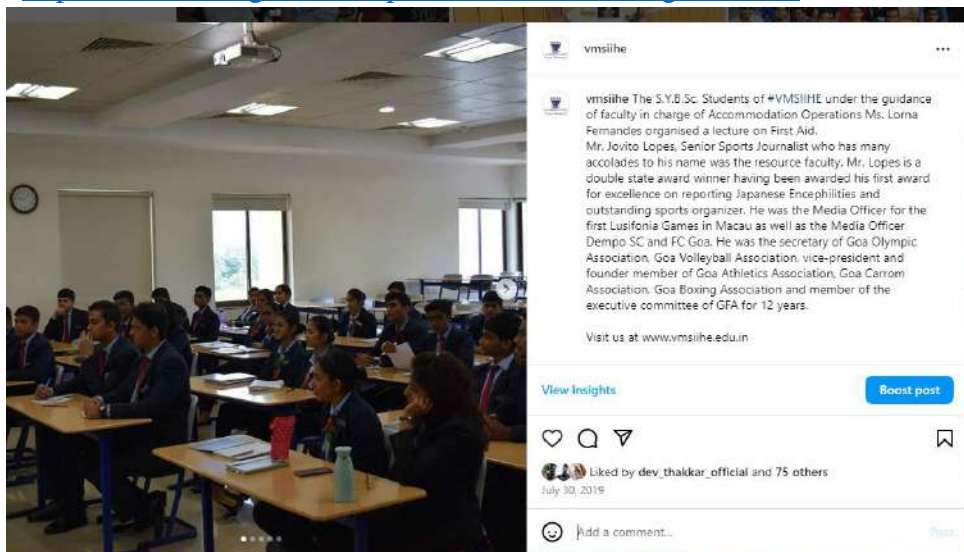 vmsiihe
vmsiihe The S.Y.B.Sc. Students of #VMSIIHE under the guidance
of faculty in charge of Accommodation Operations Ms. Lorna
Fernandes organised a lecture on First Aid.
Mr. Jovito Lopes, Senior Sports Journalist who has many
accolades to his name was the resource faculty. Mr. Lopes is a
double state award winner having been awarded his first award
for excellence on reporting Japanese Encephilities and
outstanding sports organizer. He was the Media Officer for the
first Lusifonia Games in Macau as well as the Media Officer
Dempo SC and FC Goa. He was the secretary of Goa Olympic
Association, Goa Volleyball Association, vice-president and
founder member of Goa Athletics Association, Goa Carrom
Association, Goa Boxing Association and member of the
executive committee of GFA for 12 years.
Visit us at www.vmsiihe.edu.in
View insights
Boost post
Liked by dev_thakkar_official and 75 others
July 30, 2019
Add a comment...
Post